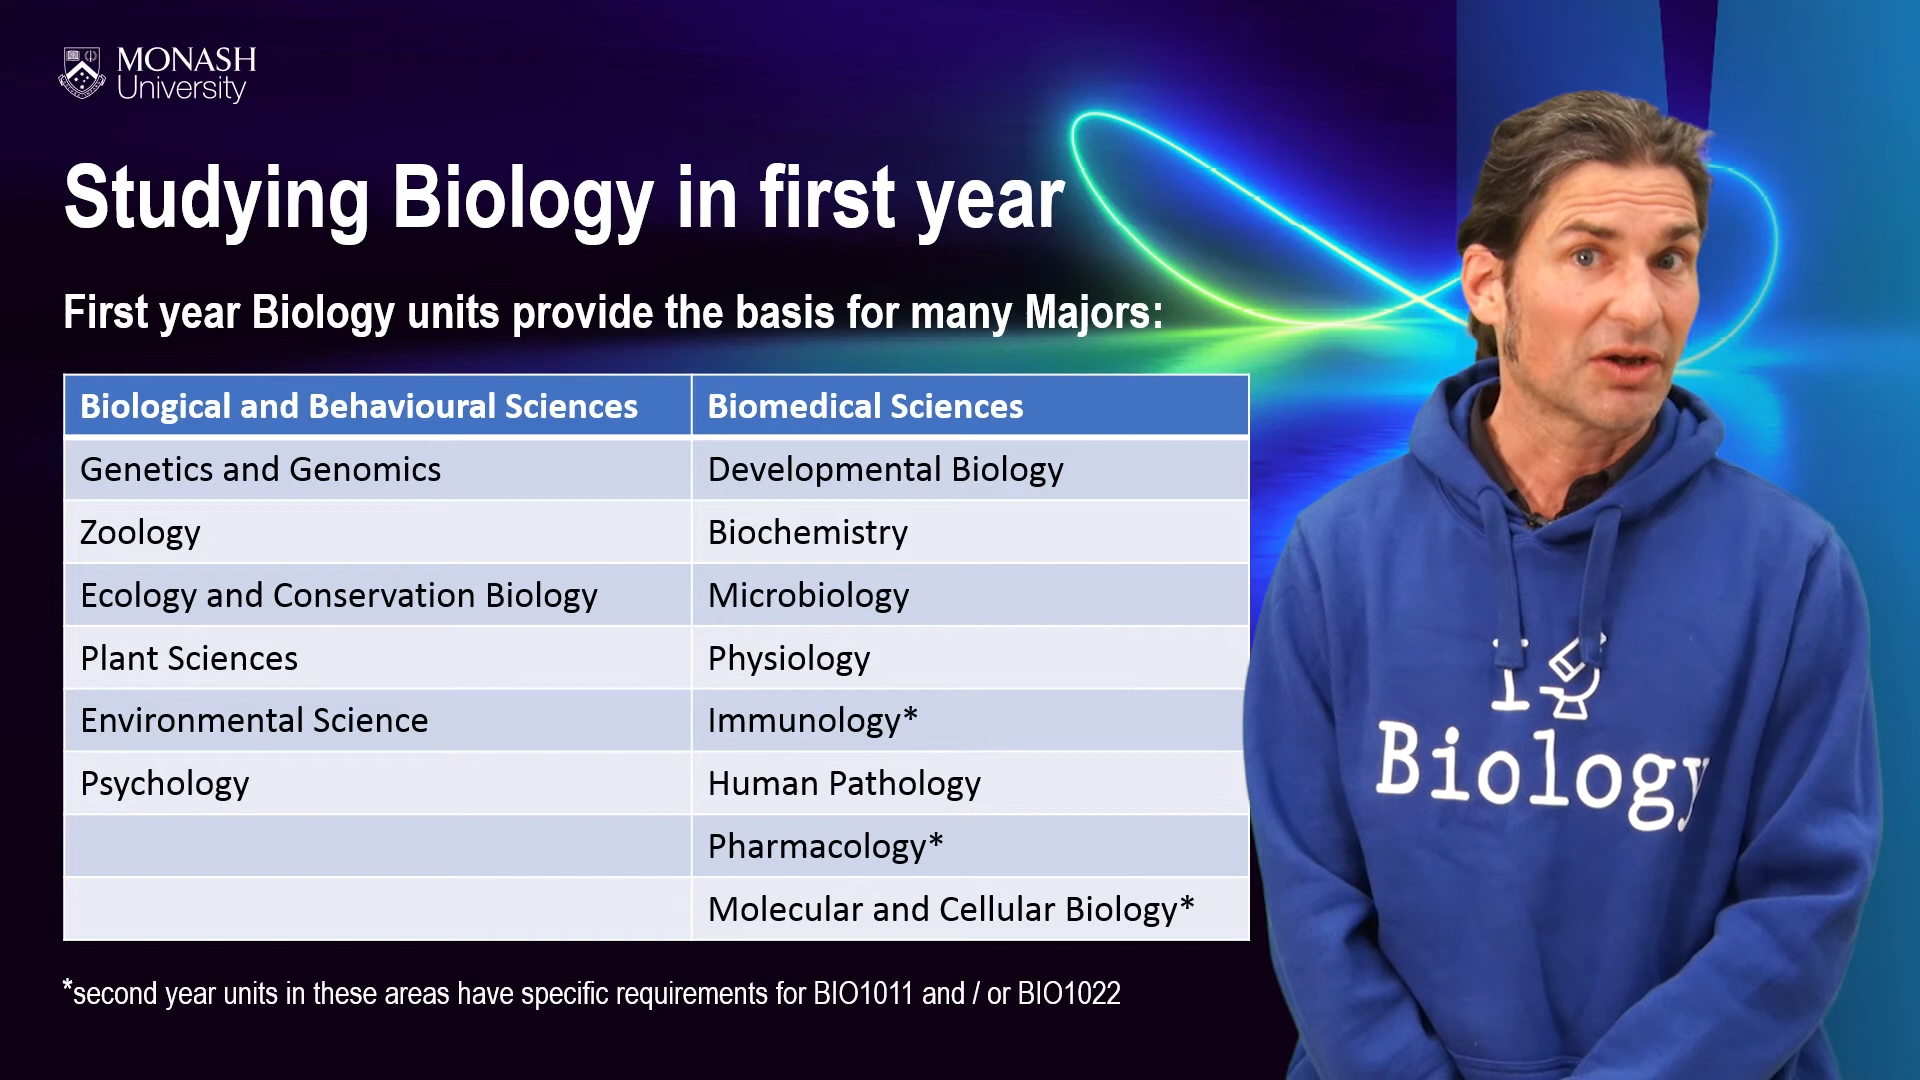 MONASH
University
Studying Biology in first year
First year Biology units provide the basis for many Majors:
Biological and Behavioural Sciences Biomedical Sciences
Genetics and Genomics Developmental Biology
Zoology Biochemistry
Ecology and Conservation Biology Microbiology
Plant Sciences Physiology
Environmental Science Immunology*
Psychology Human Pathology
Pharmacology*
Molecular and Cellular Biology*
*second year units in these areas have specific requirements for BIO1011 and / or BIO1022
I
Biology